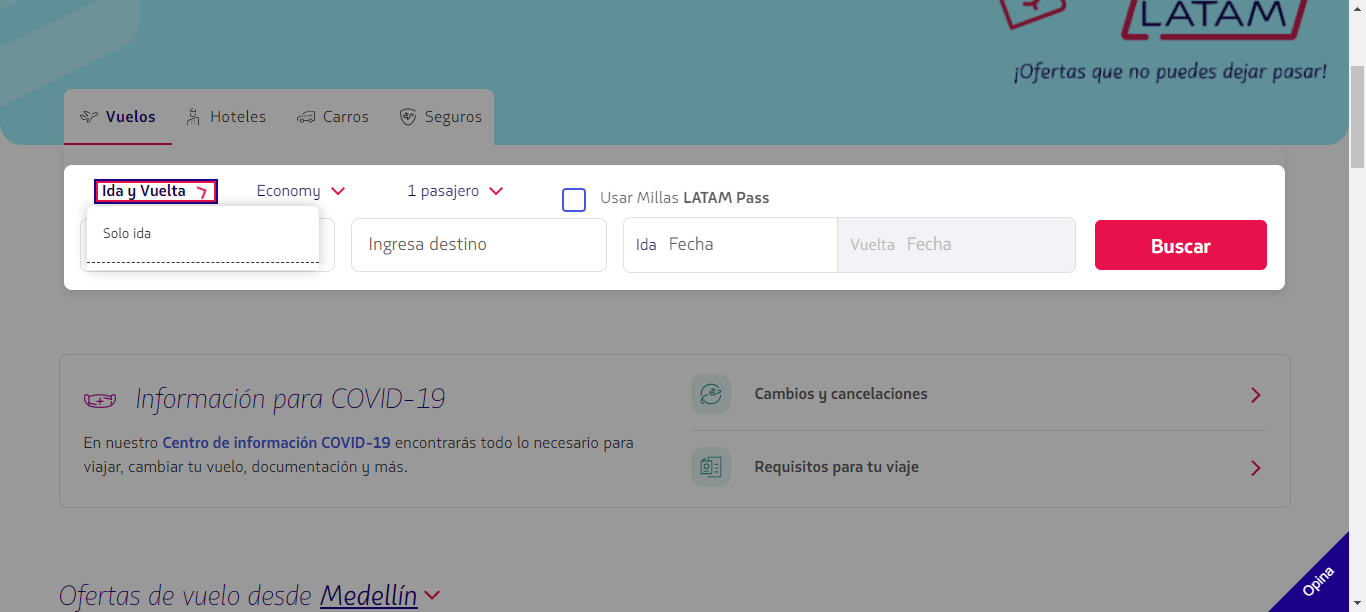 LATAM
¡Ofertas que no puedes dejar pasar!
Vuelos
Hoteles
Carros
Seguros
Ida y Vuelta
Economy
1 pasajero
Usar Millas LATAM Pass
Solo ida
Ingresa destino
Ida Fecha
Vuelta Fecha
Buscar
Información para COVID-19
En nuestro Centro de información COVID-19 encontrarás todo lo necesario para
viajar, cambiar tu vuelo, documentación y más.
Cambios y cancelaciones
Requisitos para tu viaje
Ofertas de vuelo desde Medellín
Opina